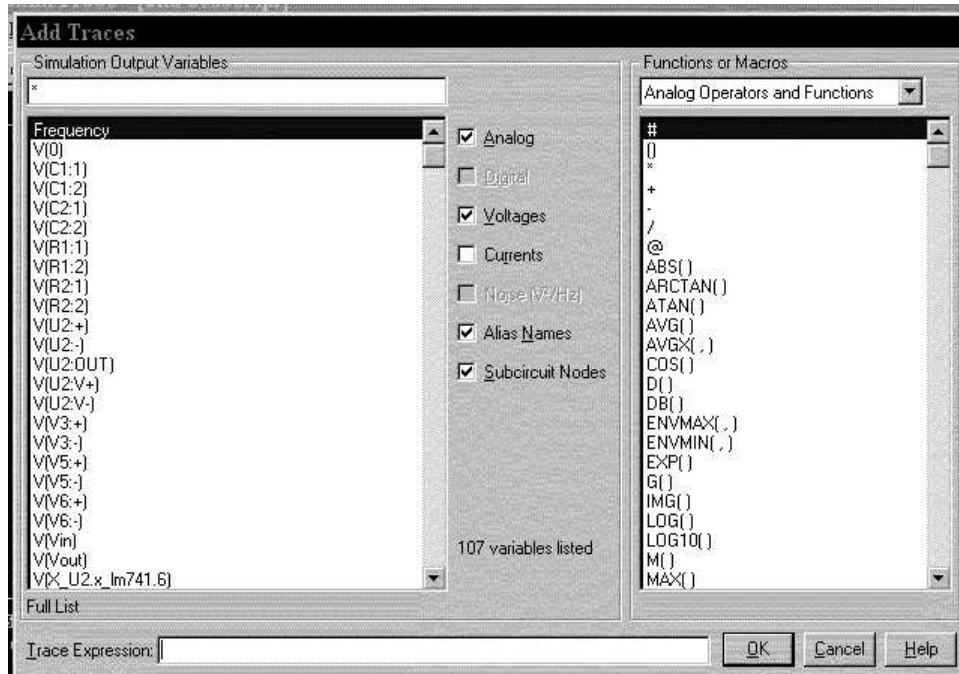 Add Traces
Simulation Output Variables
*
Frequency
V(0)
V(C1:1)
V(C1:2)
V(C2:1)
V(C2:2)
V(R1:1)
V(R1:2)
V(R2:1)
V(R2:2)
V(U2:+)
V(U2:-)
V(U2:OUT)
V(U2:V+)
V(U2:V-)
V(V3:+)
V(V3:-)
V(V5:+)
V(V5:-)
V(V6:+)
V(V6:-)
V(Vin)
V(Vout)
V(X_U2.x_lm741.6)
Full List
Analog
Digital
Voltages
Currents
Noise (V²/Hz)
Alias Names
Subcircuit Nodes
107 variables listed
Functions or Macros
Analog Operators and Functions
#
()
*
+
-
/
@
ABS( )
ARCTAN( )
ATAN( )
AVG( )
AVGX( , )
COS( )
D( )
DB( )
ENVMAX( , )
ENVMIN( , )
EXP( )
G( )
IMG( )
LOG( )
LOG10( )
M( )
MAX( )
Trace Expression:
OK
Cancel
Help